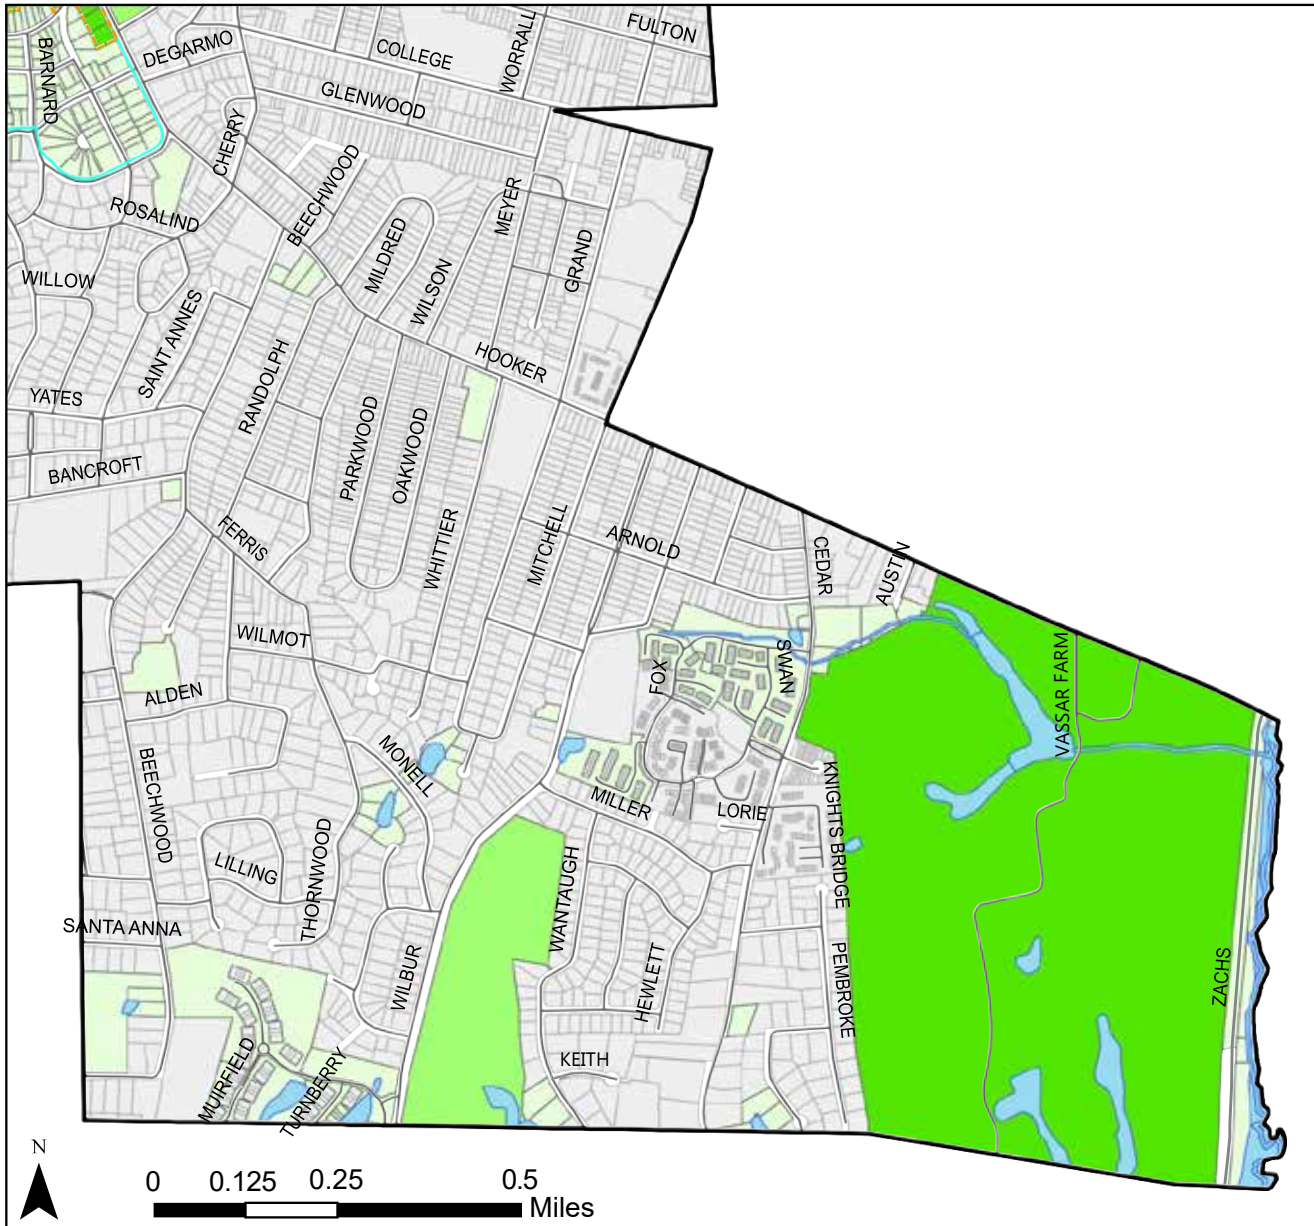 FULTON
WORRALL
COLLEGE
DEGARMO
BARNARD
GLENWOOD
CHERRY
BEECHWOOD
ROSALIND
MEYER
MILDRED
GRAND
WILSON
WILLOW
SAINT ANNES
HOOKER
RANDOLPH
YATES
PARKWOOD
OAKWOOD
BANCROFT
WHITTIER
MITCHELL
FERRIS
ARNOLD
CEDAR
AUSTIN
WILMOT
FOX
SWAN
VASSAR FARM
ALDEN
BEECHWOOD
MONELL
MILLER
LORIE
KNIGHTS BRIDGE
LILLING
THORNWOOD
WANTAUGH
SANTA ANNA
WILBUR
HEWLETT
PEMBROKE
ZACHS
KEITH
MUIRFIELD
TURNBERRY
N
0 0.125 0.25 0.5
Miles